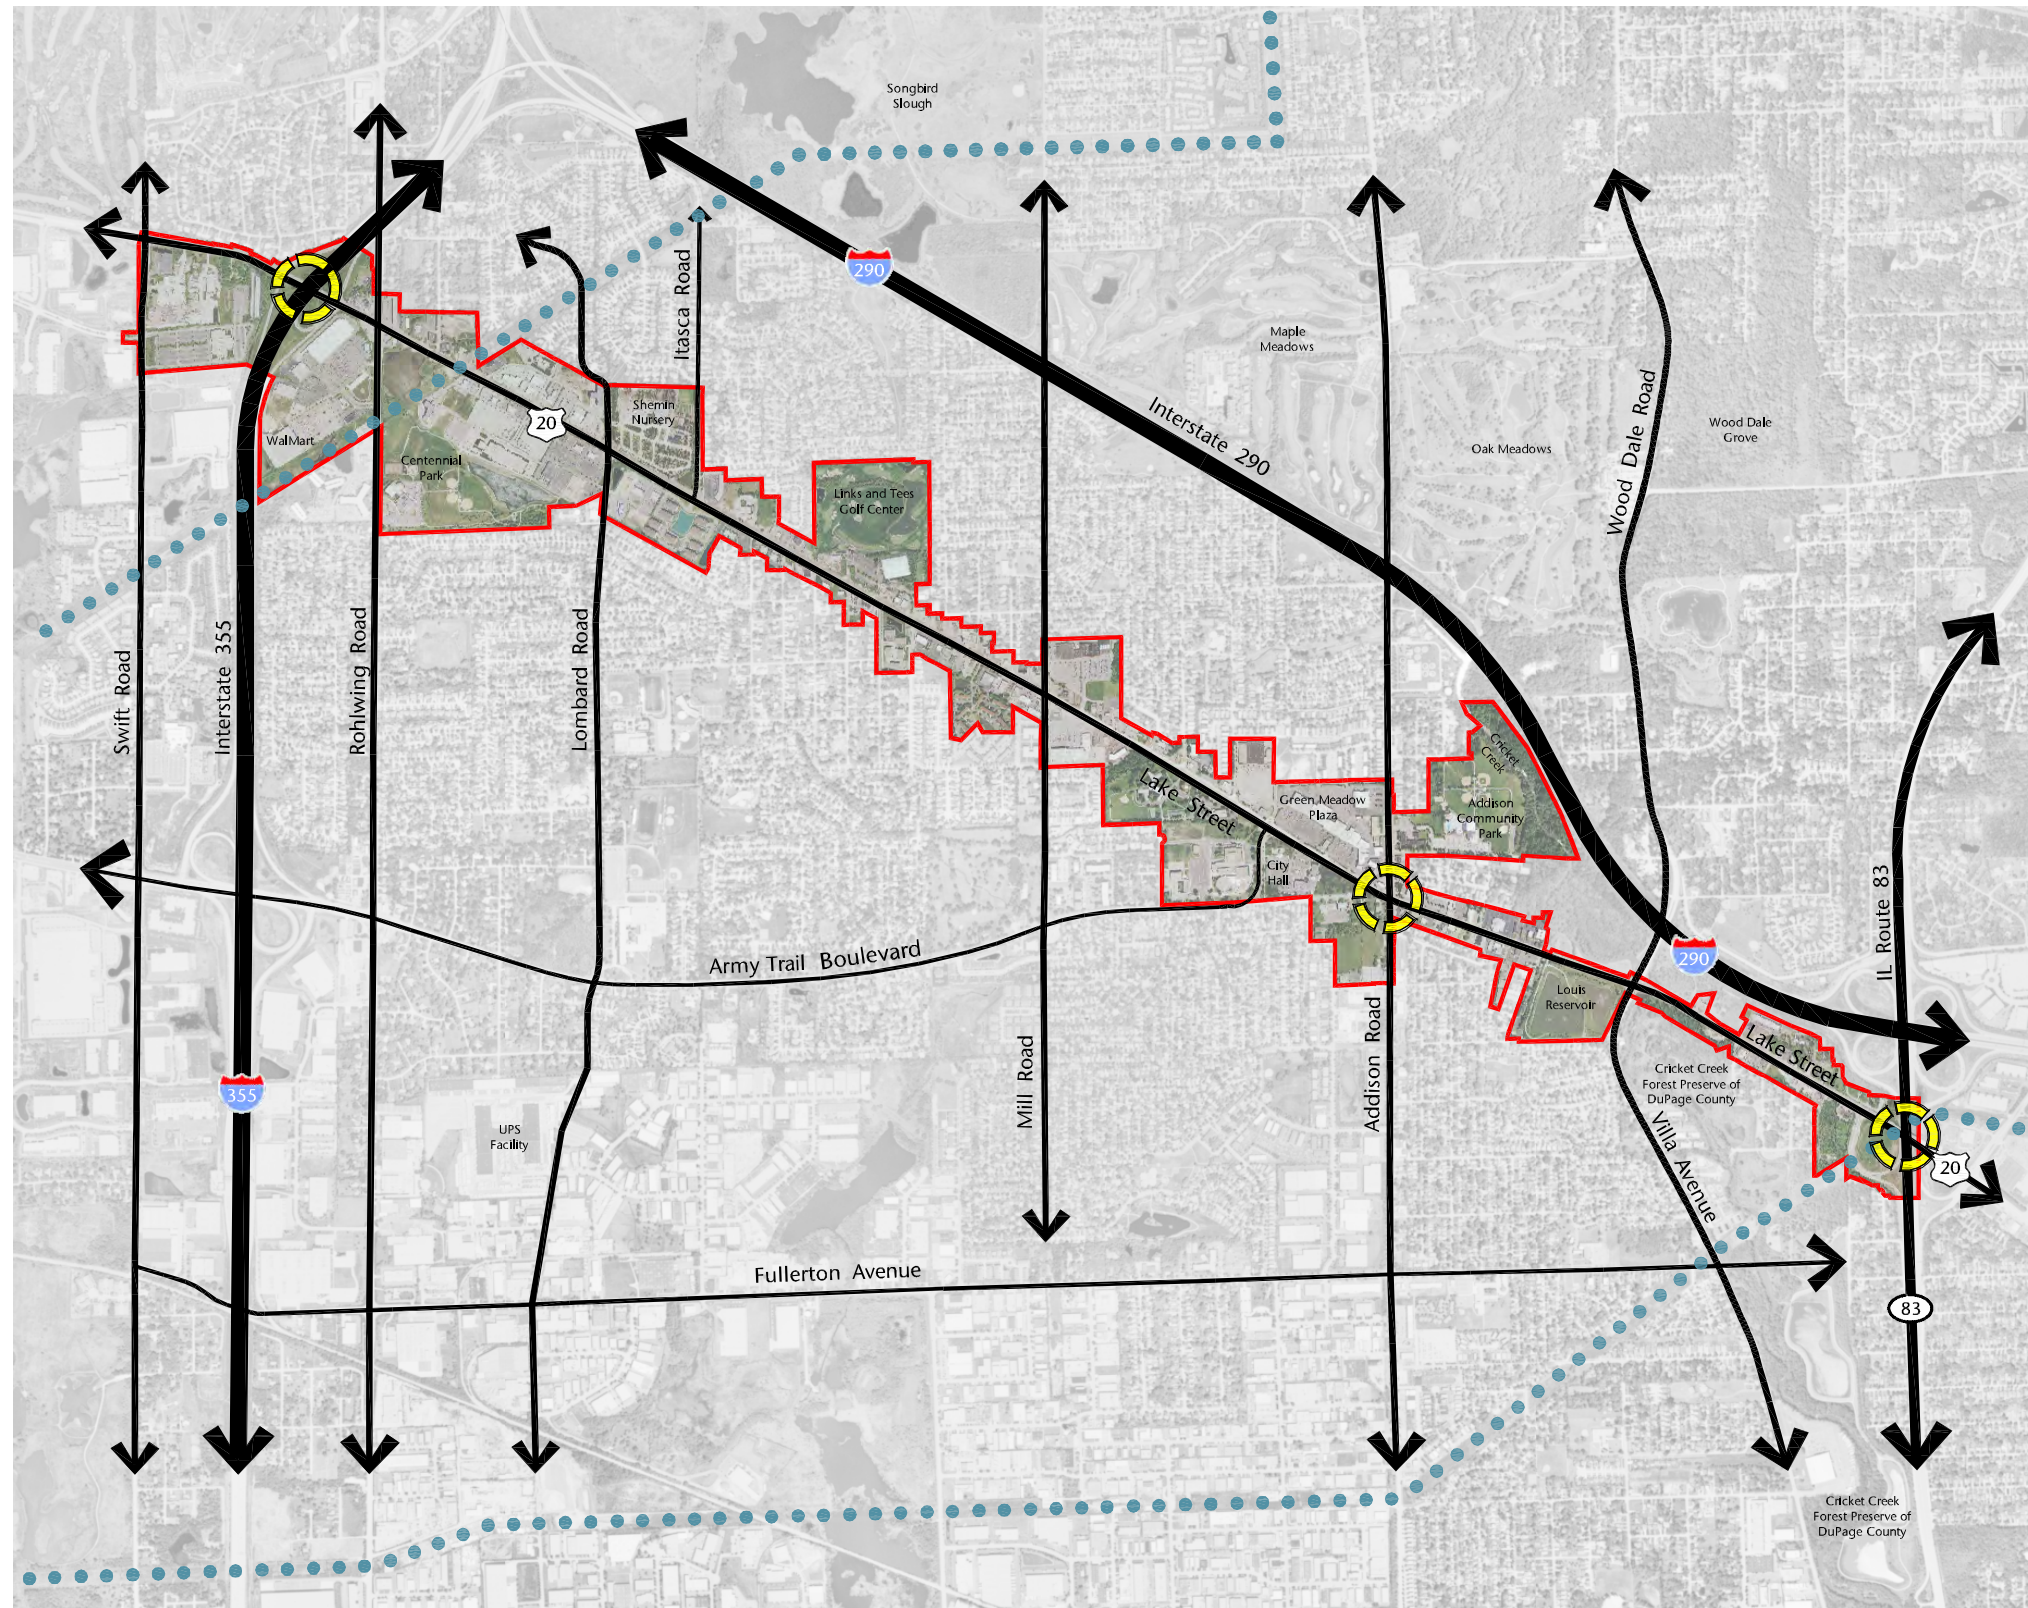 Songbird
Slough
290
Itasca Road
Maple
Meadows
Interstate 290
Wood Dale Road
Wood Dale
Grove
Oak Meadows
20
Shemin
Nursery
WalMart
Centennial
Park
Links and Tees
Golf Center
Swift Road
Interstate 355
Rohlwing Road
Lombard Road
Cricket
Creek
Lake Street
Green Meadow
Plaza
Addison
Community
Park
City
Hall
IL Route 83
Army Trail Boulevard
290
Louis
Reservoir
Mill Road
Addison Road
Lake Street
Cricket Creek
Forest Preserve of
DuPage County
355
UPS
Facility
Villa Avenue
20
Fullerton Avenue
83
Cricket Creek
Forest Preserve of
DuPage County